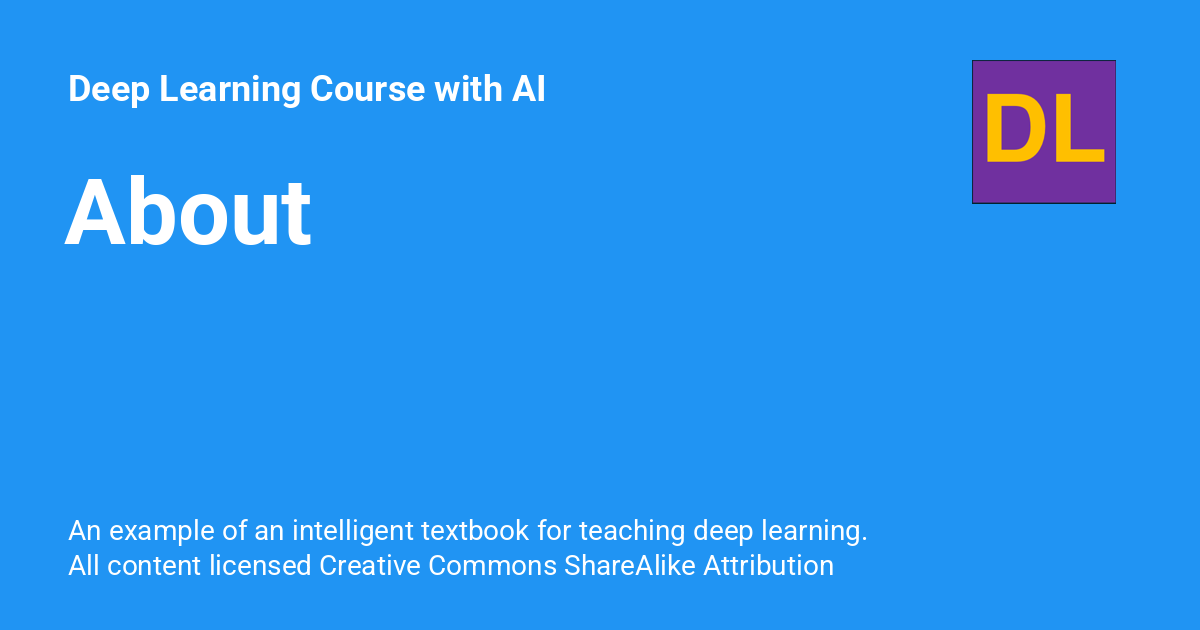 Deep Learning Course with AI
DL
About
An example of an intelligent textbook for teaching deep learning.
All content licensed Creative Commons ShareAlike Attribution